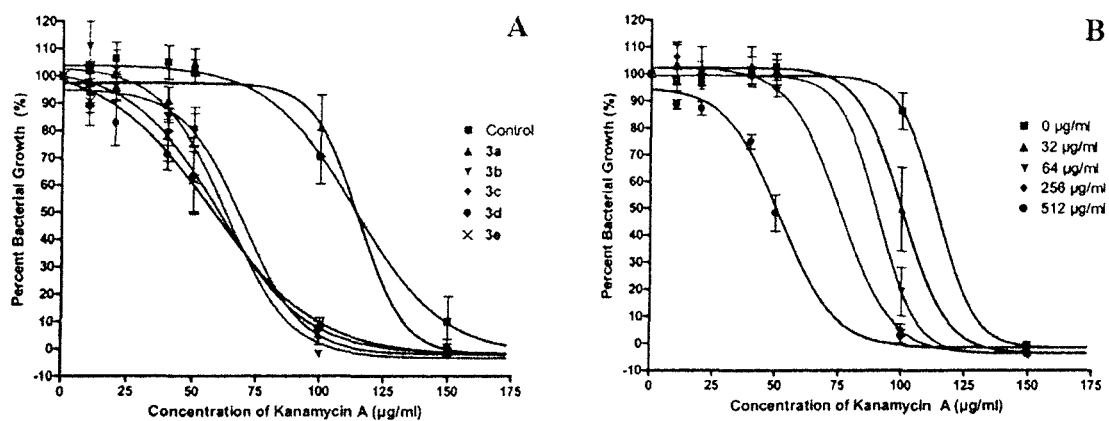 A
Percent Bacterial Growth (%)
120
110
100
90
80
70
60
50
40
30
20
10
0
-10
0 25 50 75 100 125 150 175
Concentration of Kanamycin A (µg/ml)
Control
3a
3b
3c
3d
3e
B
Percent Bacterial Growth (%)
120
110
100
90
80
70
60
50
40
30
20
10
0
-10
0 25 50 75 100 125 150 175
Concentration of Kanamycin A (µg/ml)
0 µg/ml
32 µg/ml
64 µg/ml
256 µg/ml
512 µg/ml